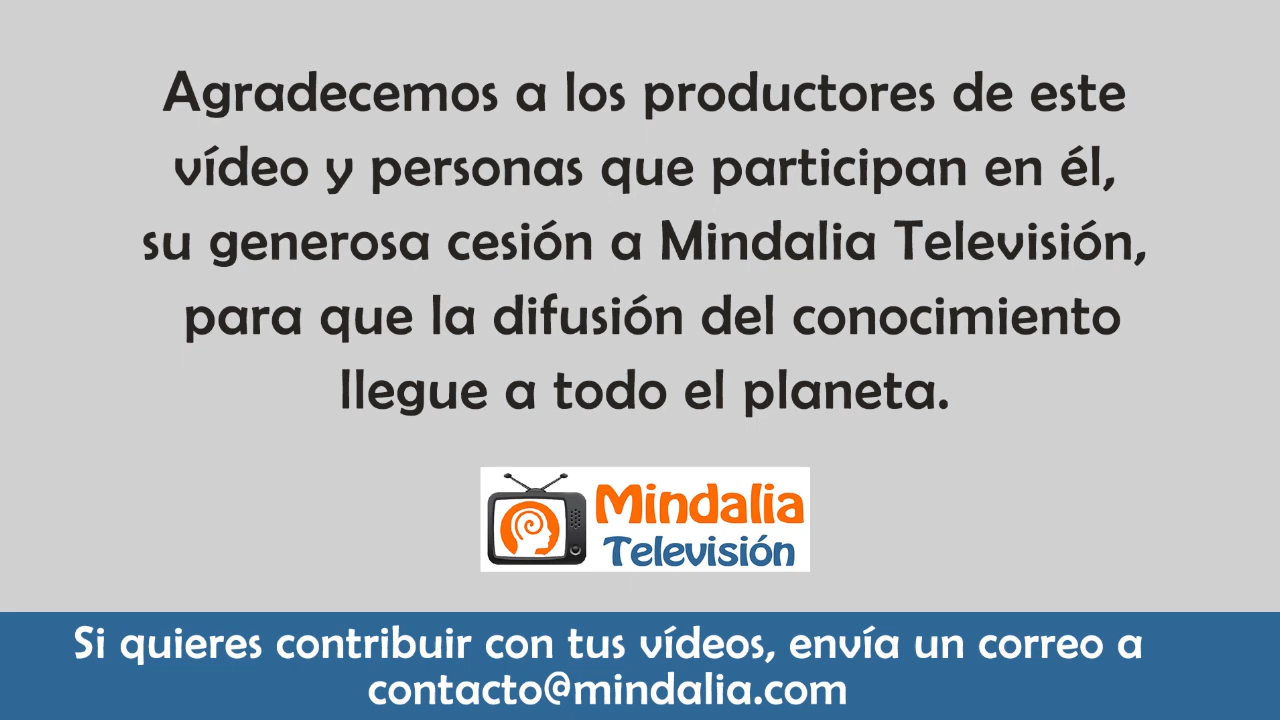 Agradecemos a los productores de este
vídeo y personas que participan en él,
su generosa cesión a Mindalia Televisión,
para que la difusión del conocimiento
llegue a todo el planeta.
Mindalia
Televisión
Si quieres contribuir con tus vídeos, envía un correo a
contacto@mindalia.com